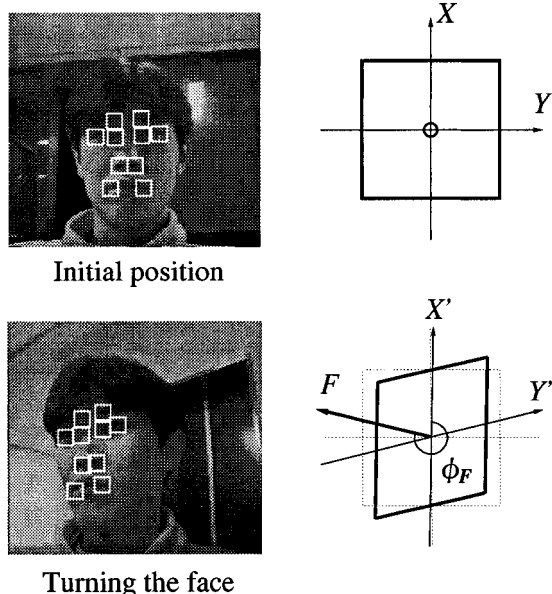 X
Y
Initial position
X'
F
Y'
ϕF
Turning the face